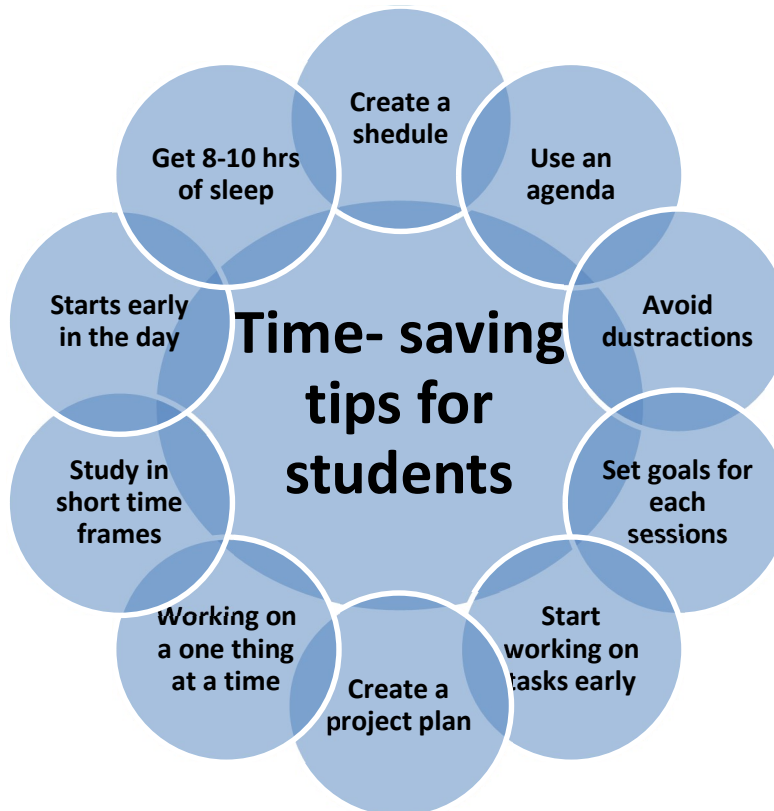 Create a
shedule
Use an
agenda
Avoid
dustractions
Set goals for
each
sessions
Start
working on
tasks early
Create a
project plan
Working on
a one thing
at a time
Study in
short time
frames
Starts early
in the day
Get 8-10 hrs
of sleep
Time- saving
tips for
students